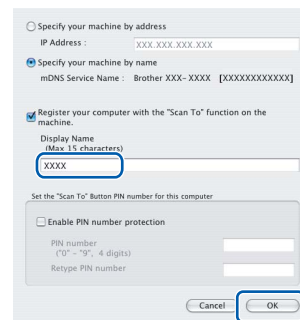 Specify your machine by address
IP Address : XXX.XXX.XXX.XXX
Specify your machine by name
mDNS Service Name : Brother XXX- XXXX [XXXXXXXXXXXX]
Register your computer with the "Scan To" function on the
machine.
Display Name
(Max 15 characters)
XXXX
Set the "Scan To" Button PIN number for this computer
Enable PIN number protection
PIN number
("0" – "9", 4 digits)
Retype PIN number
Cancel OK